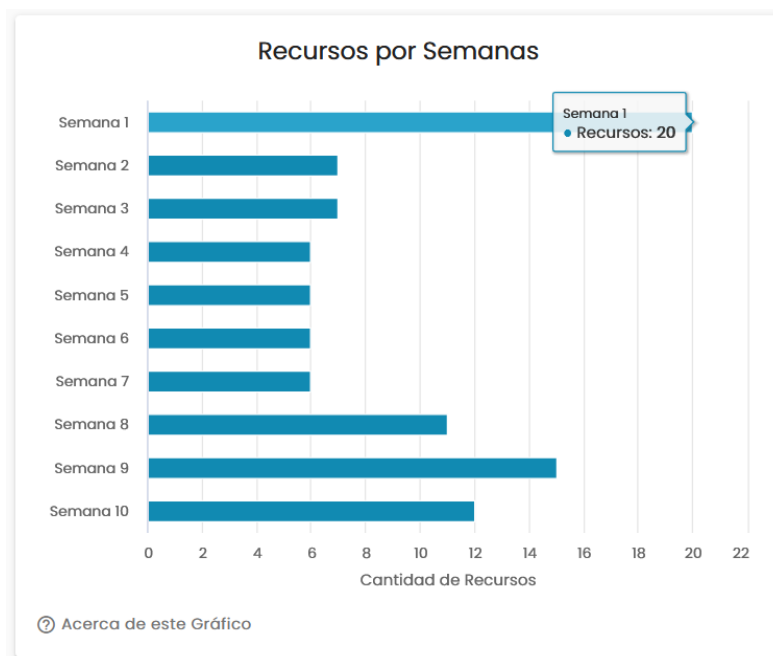 Recursos por Semanas
Semana 1
Semana 1
● Recursos: 20
Semana 2
Semana 3
Semana 4
Semana 5
Semana 6
Semana 7
Semana 8
Semana 9
Semana 10
0 2 4 6 8 10 12 14 16 18 20 22
Cantidad de Recursos
? Acerca de este Gráfico